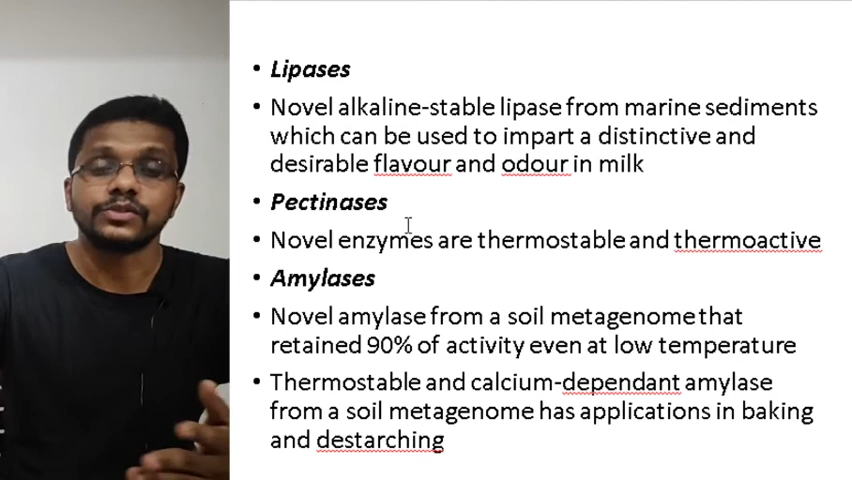 • Lipases
• Novel alkaline-stable lipase from marine sediments
which can be used to impart a distinctive and
desirable flavour and odour in milk
• Pectinases
• Novel enzymes are thermostable and thermoactive
• Amylases
• Novel amylase from a soil metagenome that
retained 90% of activity even at low temperature
• Thermostable and calcium-dependant amylase
from a soil metagenome has applications in baking
and destarching